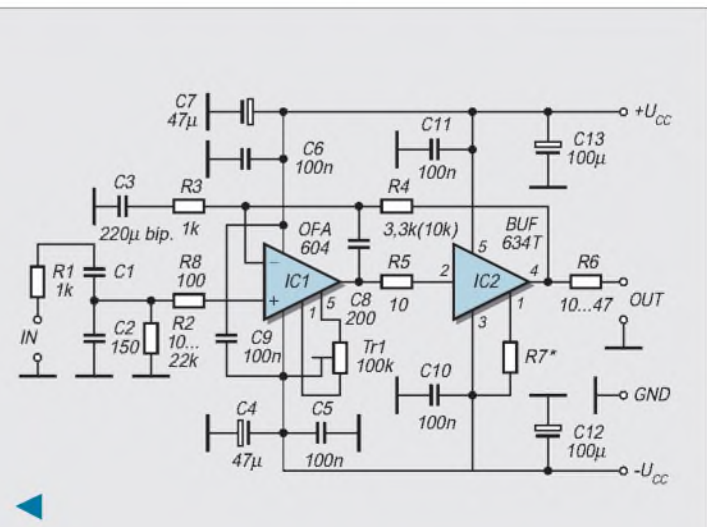 C7
47µ
+U_CC
C6
100n
C11
100n
C13
100µ
C3
220µ bip.
R3
1k
R4
3,3k(10k)
OFA
604
BUF
634T
R1
1k
C1
R8
100
IC1
R5
10
IC2
R6
10...47
OUT
2
5
4
3
1
−
+
1
5
C8
200
IN
C2
150
R2
10...
22k
C9
100n
Tr1
100k
R7*
C10
100n
GND
C4
47µ
C5
100n
C12
100µ
-U_CC